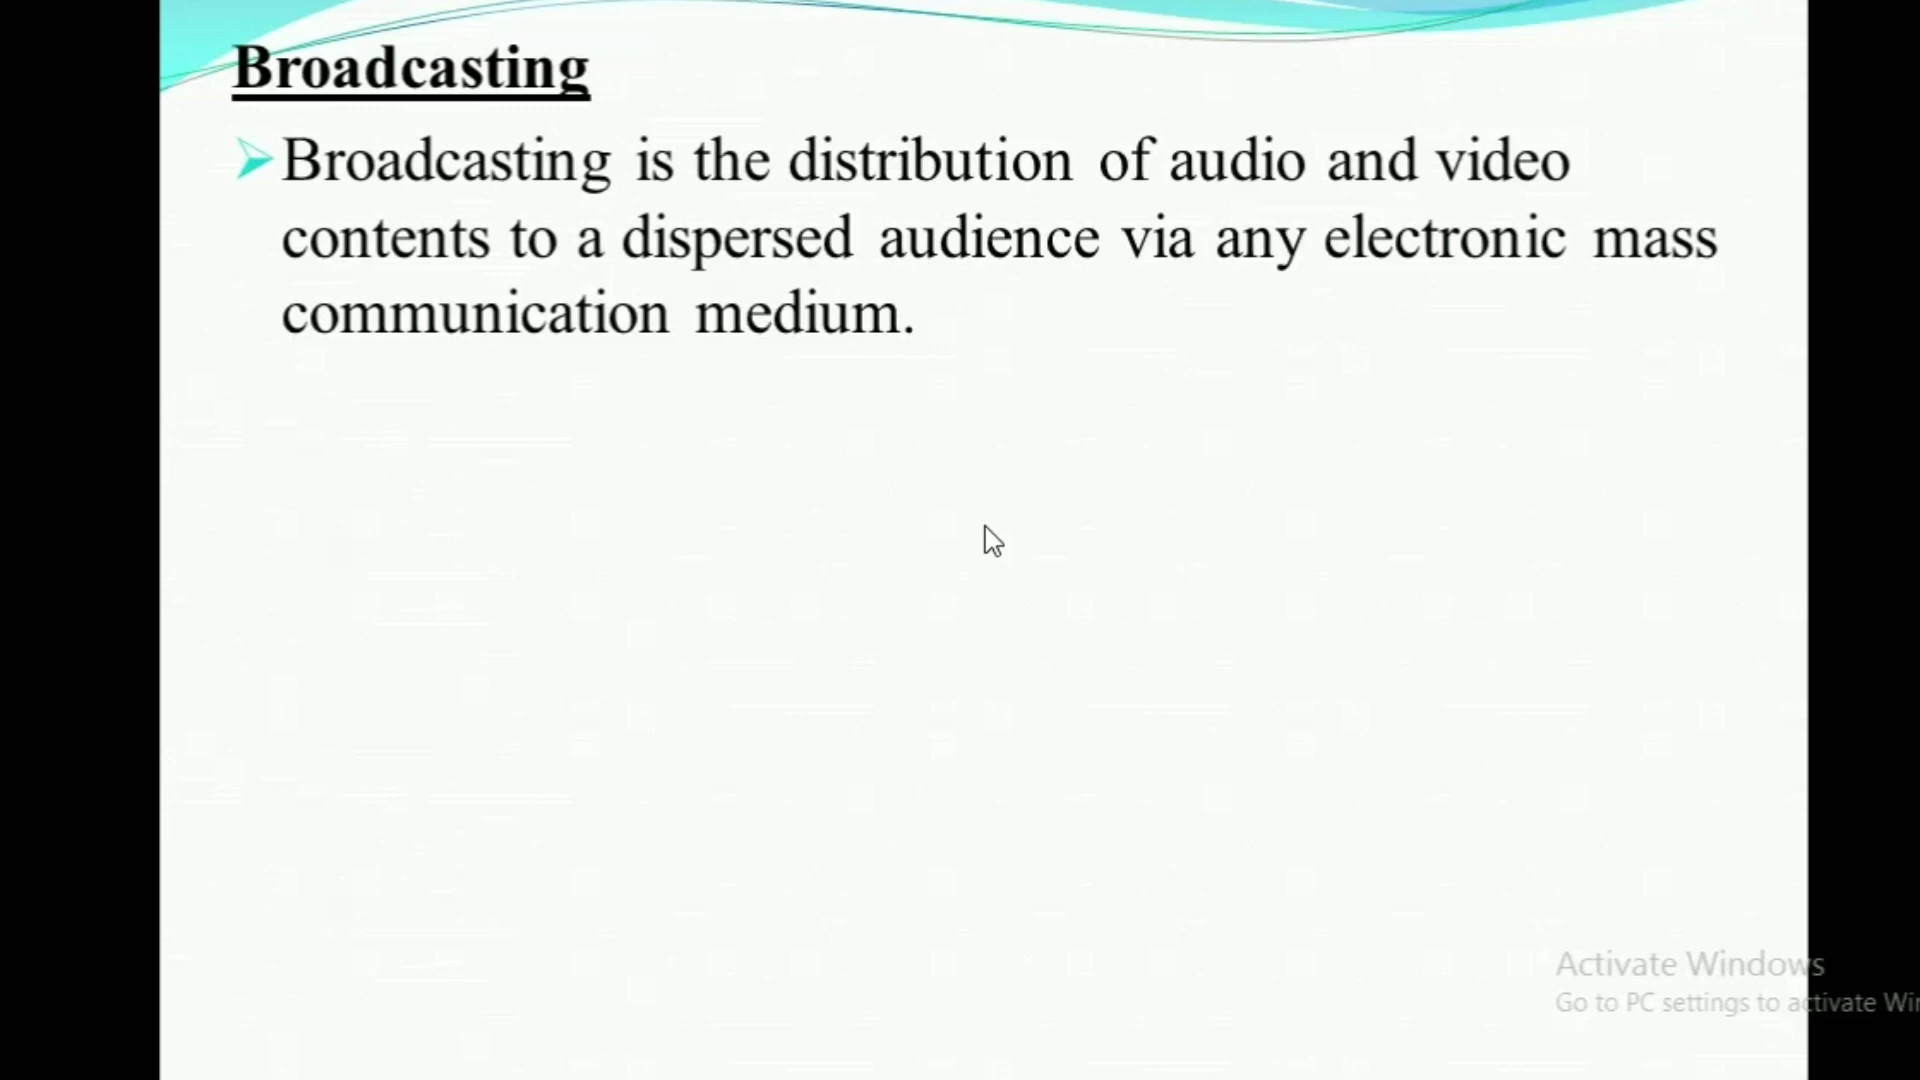 Broadcasting
Broadcasting is the distribution of audio and video
contents to a dispersed audience via any electronic mass
communication medium.
Activate Windows
Go to PC settings to activate